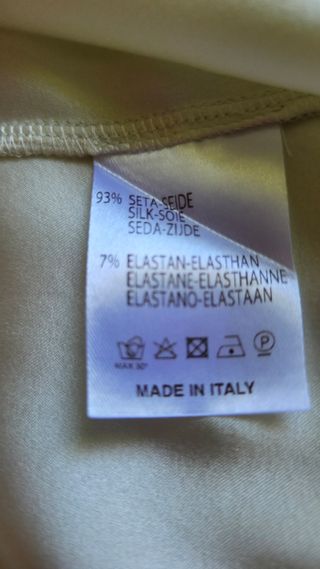 93% SETA-SEIDE
SILK-SOIE
SEDA-ZIJDE
7% ELASTAN-ELASTHAN
ELASTANE-ELASTHANNE
ELASTANO-ELASTAAN
MAX 30°
P
MADE IN ITALY